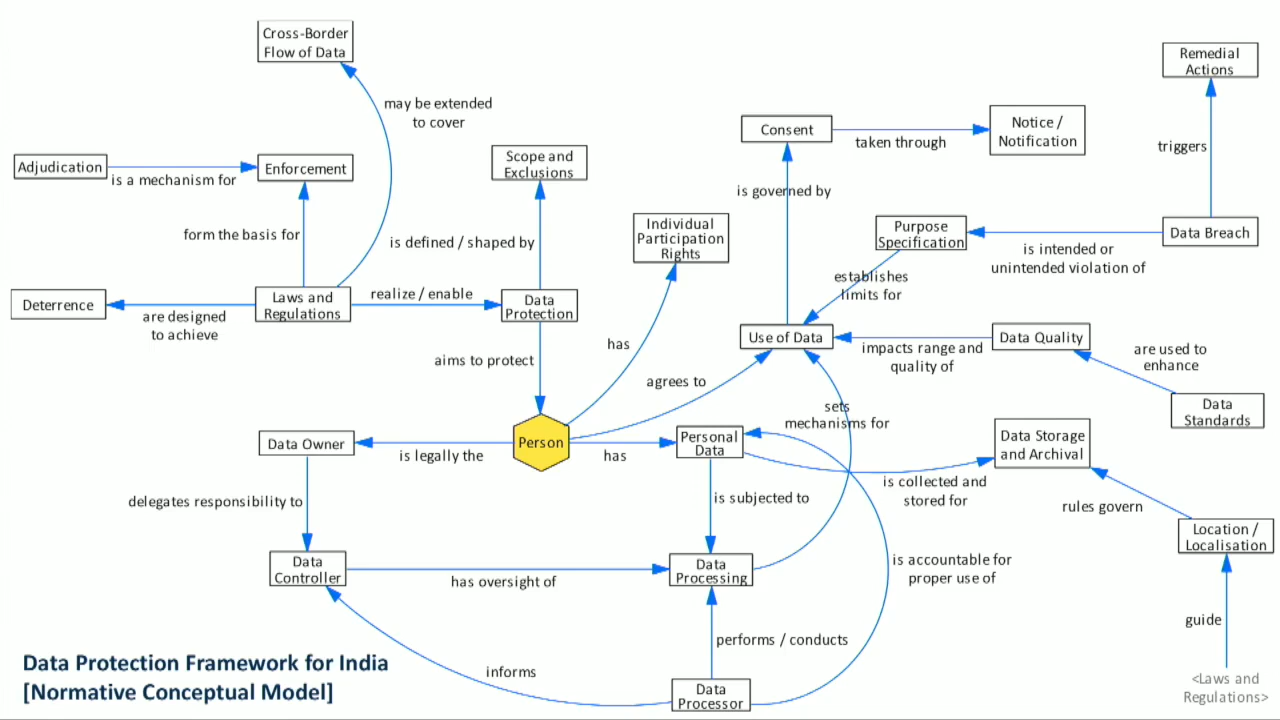 Cross-Border
Flow of Data
Remedial
Actions
may be extended
to cover
Consent
Notice /
Notification
taken through
triggers
Adjudication
is a mechanism for
Enforcement
Scope and
Exclusions
is governed by
form the basis for
is defined / shaped by
Individual
Participation
Rights
Purpose
Specification
Data Breach
is intended or
unintended violation of
establishes
limits for
Deterrence
are designed
to achieve
Laws and
Regulations
realize / enable
Data
Protection
aims to protect
has
agrees to
Use of Data
impacts range and
quality of
Data Quality
are used to
enhance
Data
Standards
sets
mechanisms for
Data Owner
is legally the
Person
has
Personal
Data
Data Storage
and Archival
is collected and
stored for
delegates responsibility to
is subjected to
rules govern
Location /
Localisation
Data
Controller
has oversight of
Data
Processing
is accountable for
proper use of
guide
performs / conducts
informs
Data
Processor
<Laws and
Regulations>
Data Protection Framework for India
[Normative Conceptual Model]